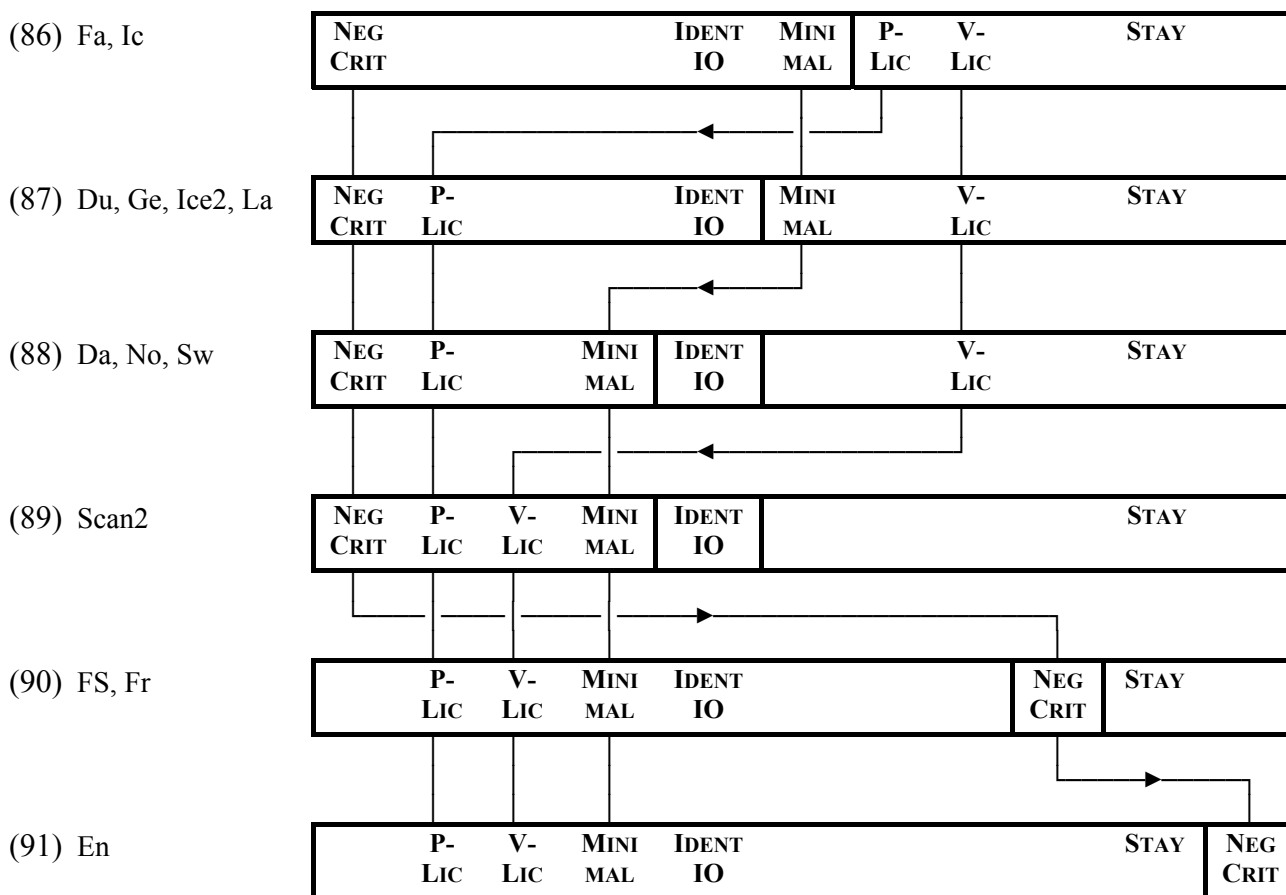 (86) Fa, Ic NEG IDENT MINI P- V- STAY
CRIT IO MAL LIC LIC
(87) Du, Ge, Ice2, La NEG P- IDENT MINI V- STAY
CRIT LIC IO MAL LIC
(88) Da, No, Sw NEG P- MINI IDENT V- STAY
CRIT LIC MAL IO LIC
(89) Scan2 NEG P- V- MINI IDENT STAY
CRIT LIC LIC MAL IO
(90) FS, Fr P- V- MINI IDENT NEG STAY
LIC LIC MAL IO CRIT
(91) En P- V- MINI IDENT STAY NEG
LIC LIC MAL IO CRIT